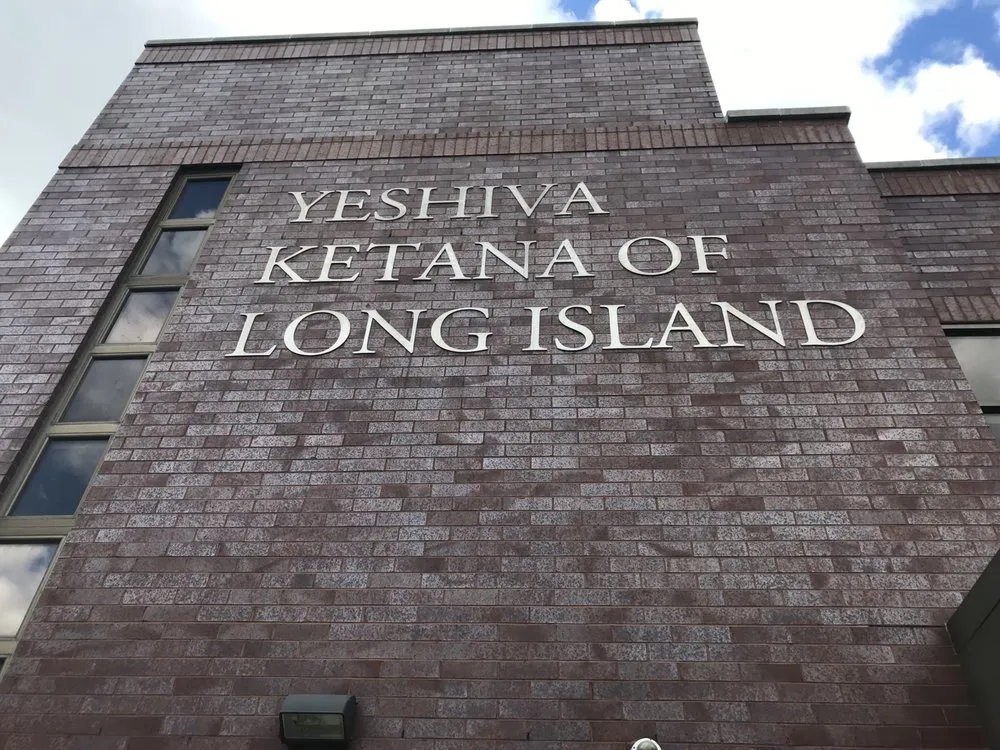 YESHIVA
KETANA OF
LONG ISLAND